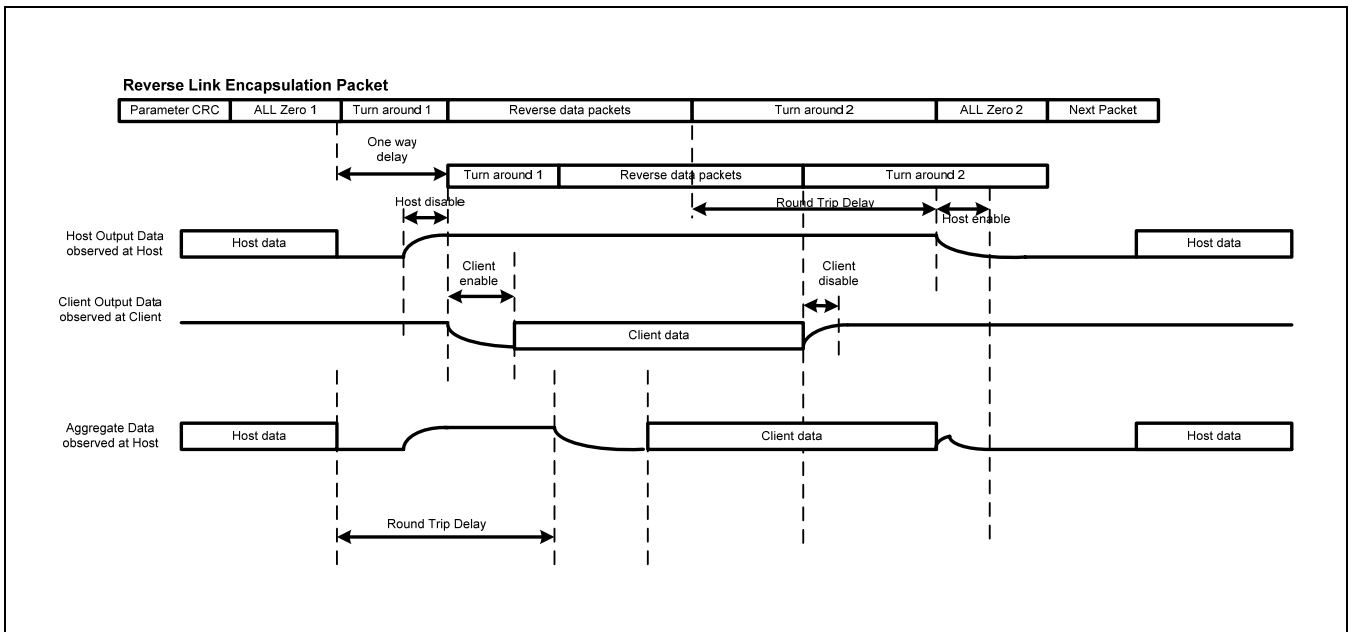 Reverse Link Encapsulation Packet
Parameter CRC ALL Zero 1 Turn around 1 Reverse data packets Turn around 2 ALL Zero 2 Next Packet
One way
delay
Turn around 1 Reverse data packets Turn around 2
Host disable
Round Trip Delay
Host enable
Host Output Data
observed at Host
Host data
Host data
Client
enable
Client
disable
Client Output Data
observed at Client
Client data
Aggregate Data
observed at Host
Host data
Client data
Host data
Round Trip Delay